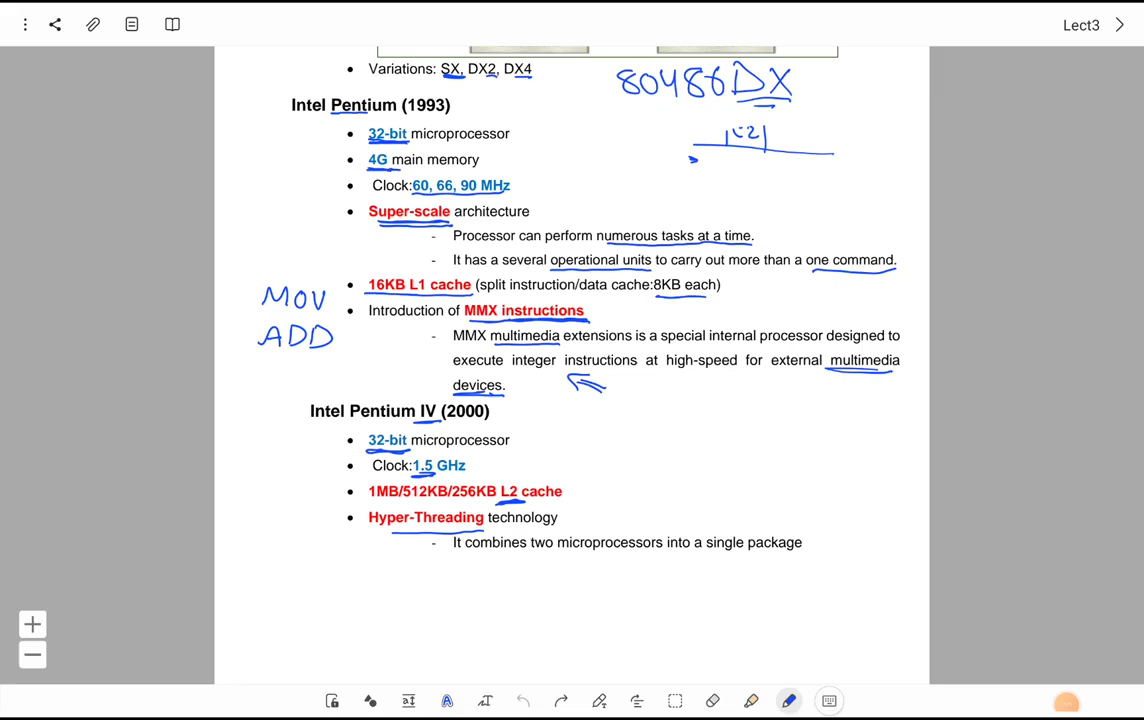 Lect3
• Variations: SX, DX2, DX4
80486DX
Intel Pentium (1993)
• 32-bit microprocessor
• 4G main memory
• Clock:60, 66, 90 MHz
• Super-scale architecture
- Processor can perform numerous tasks at a time.
- It has a several operational units to carry out more than a one command.
• 16KB L1 cache (split instruction/data cache:8KB each)
MOV
• Introduction of MMX instructions
ADD
- MMX multimedia extensions is a special internal processor designed to
execute integer instructions at high-speed for external multimedia
devices.
Intel Pentium IV (2000)
• 32-bit microprocessor
• Clock:1.5 GHz
• 1MB/512KB/256KB L2 cache
• Hyper-Threading technology
- It combines two microprocessors into a single package